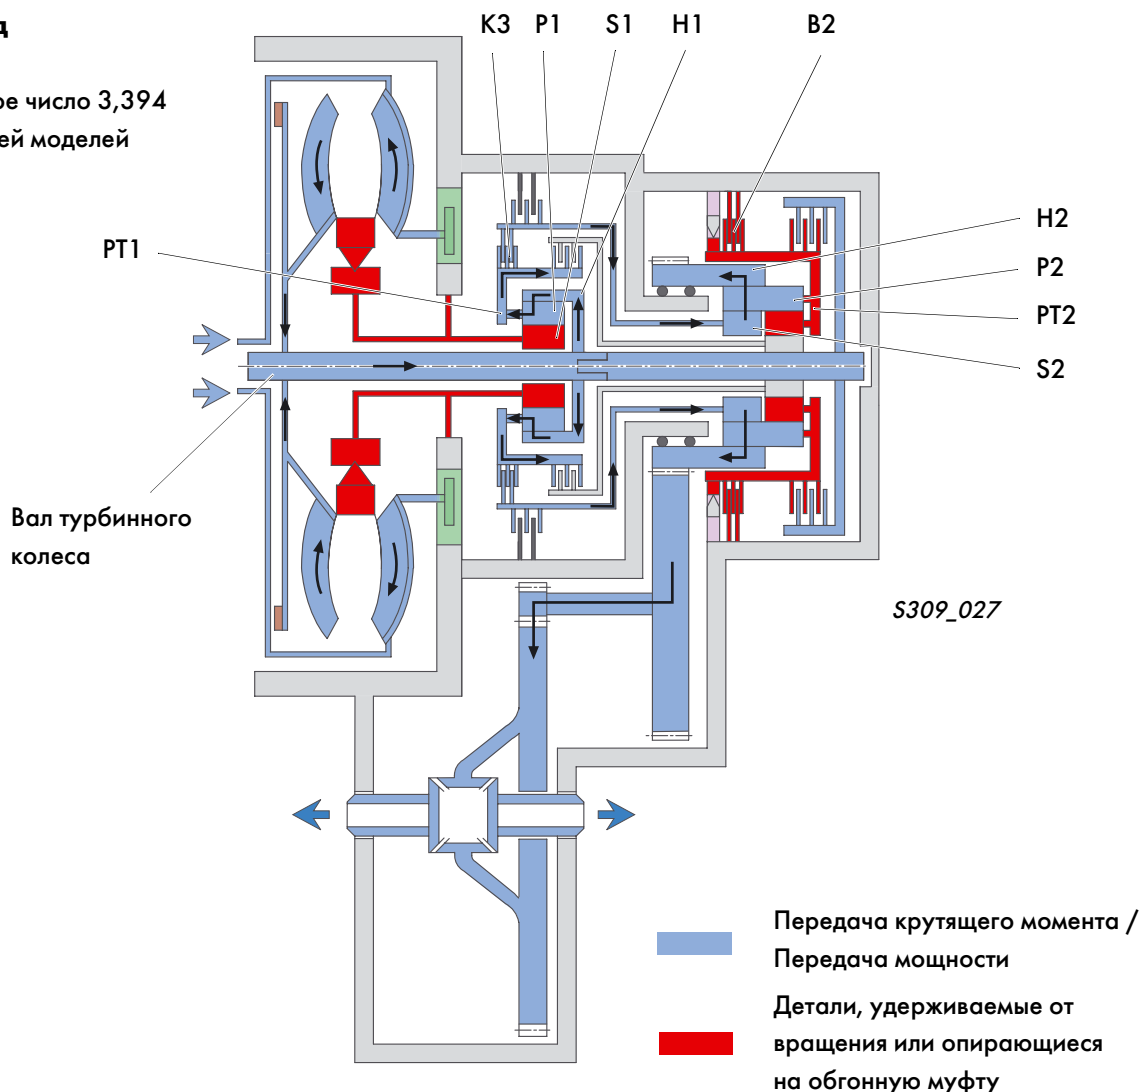 K3 P1 S1 H1 B2
ое число 3,394
ей моделей
PT1
H2
P2
PT2
S2
Вал турбинного
колеса
S309_027
Передача крутящего момента /
Передача мощности
Детали, удерживаемые от
вращения или опирающиеся
на обгонную муфту